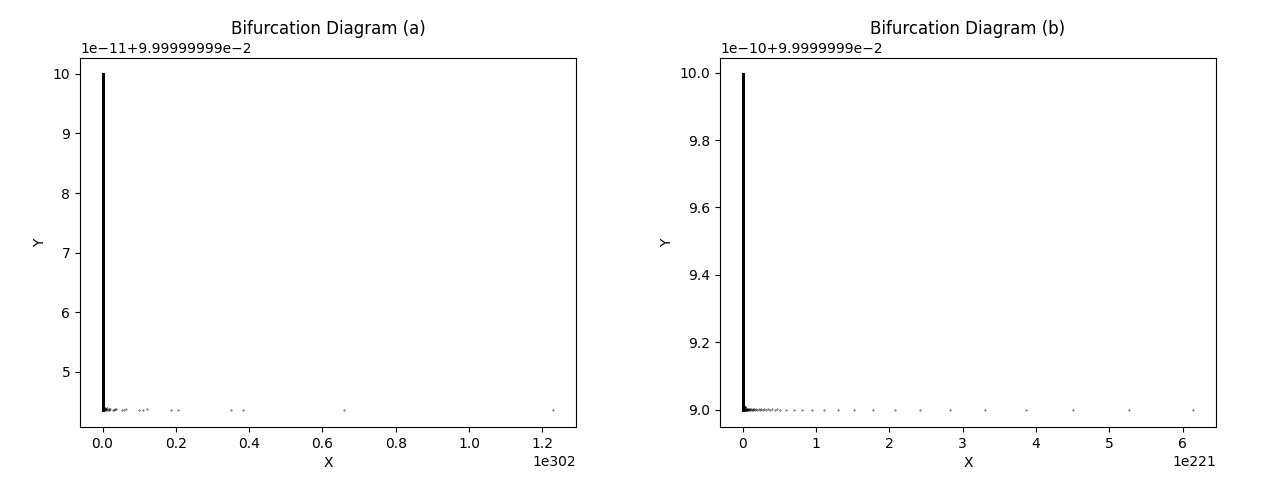 Bifurcation Diagram (a)
1e−11+9.99999999e−2
10
9
8
7
6
5
Y
0.0 0.2 0.4 0.6 0.8 1.0 1.2
1e302
X
Bifurcation Diagram (b)
1e−10+9.9999999e−2
10.0
9.8
9.6
9.4
9.2
9.0
Y
0 1 2 3 4 5 6
1e221
X